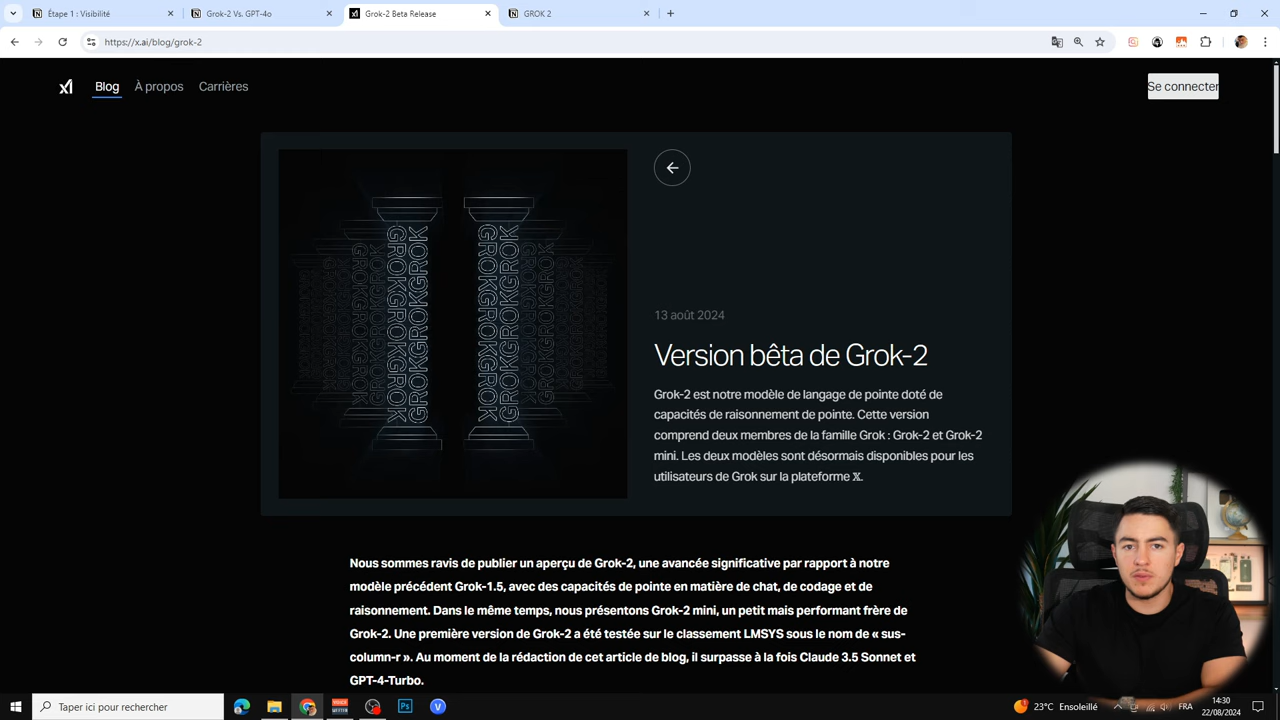 Étape 1 : Visibilité
Grok-2 Vs. GPT-4o
Grok-2 Beta Release
GROK 2
https://x.ai/blog/grok-2
Blog
À propos
Carrières
Se connecter
GROKGROKGROK
GROKGROKGROK
GROKGROKGROK
GROKGROKGROK
13 août 2024
Version bêta de Grok-2
Grok-2 est notre modèle de langage de pointe doté de
capacités de raisonnement de pointe. Cette version
comprend deux membres de la famille Grok : Grok-2 et Grok-2
mini. Les deux modèles sont désormais disponibles pour les
utilisateurs de Grok sur la plateforme 𝕏.
Nous sommes ravis de publier un aperçu de Grok-2, une avancée significative par rapport à notre
modèle précédent Grok-1.5, avec des capacités de pointe en matière de chat, de codage et de
raisonnement. Dans le même temps, nous présentons Grok-2 mini, un petit mais performant frère de
Grok-2. Une première version de Grok-2 a été testée sur le classement LMSYS sous le nom de « sus-
column-r ». Au moment de la rédaction de cet article de blog, il surpasse à la fois Claude 3.5 Sonnet et
GPT-4-Turbo.
Taper ici pour rechercher
Ps
V
23°C Ensoleillé
FRA
14:30
22/08/2024